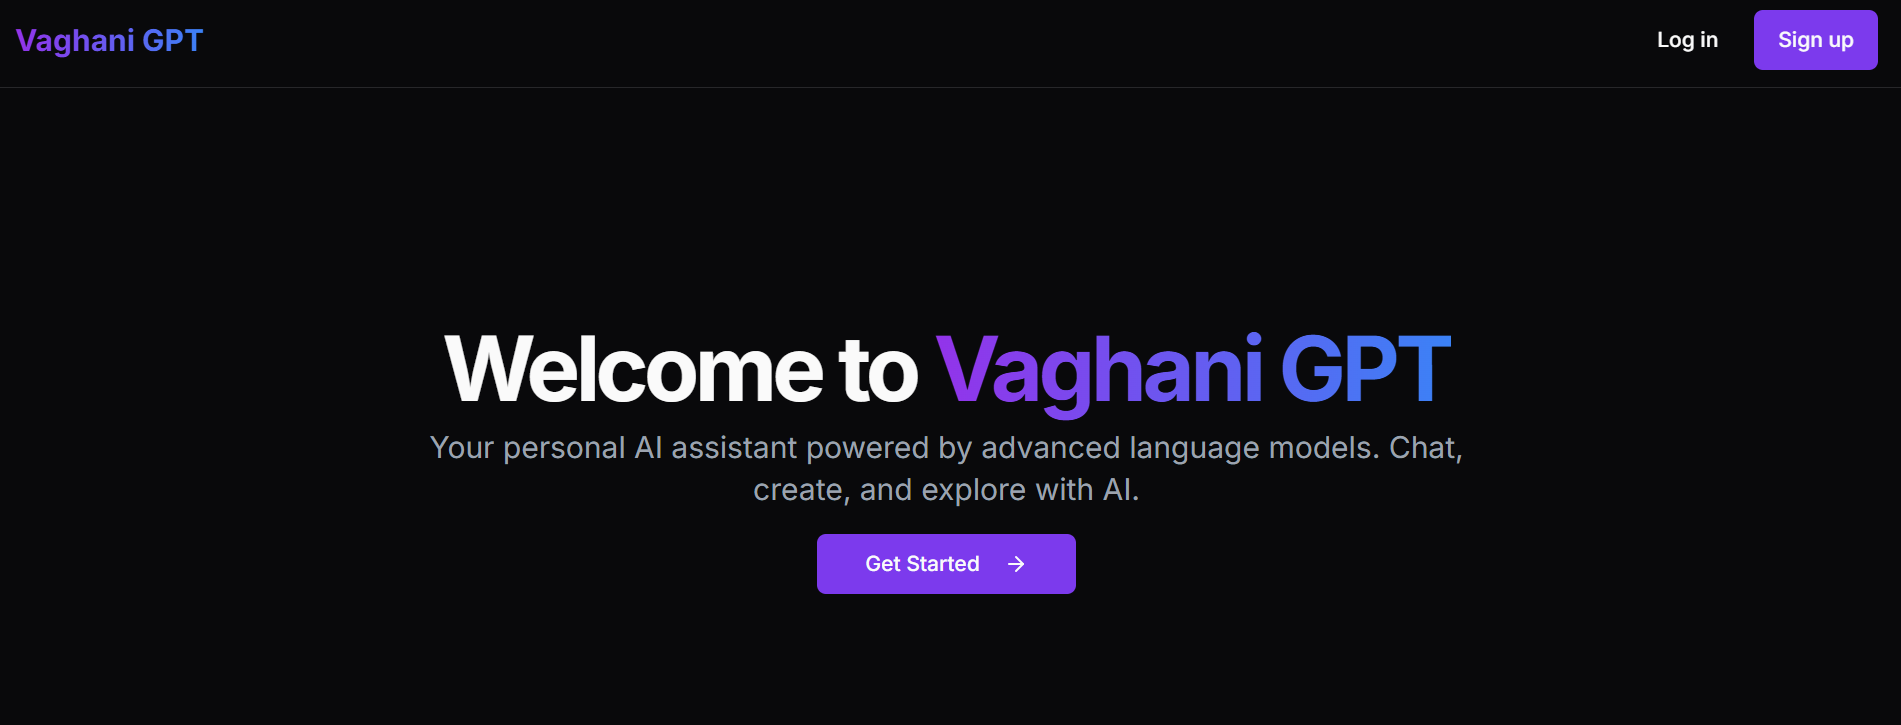 Vaghani GPT
Log in
Sign up
Welcome to Vaghani GPT
Your personal AI assistant powered by advanced language models. Chat,
create, and explore with AI.
Get Started